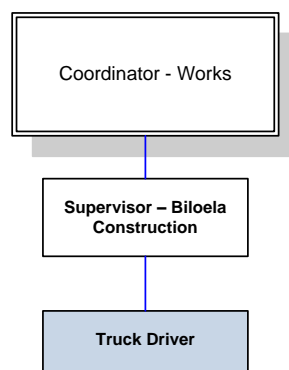 Coordinator - Works
Supervisor – Biloela
Construction
Truck Driver